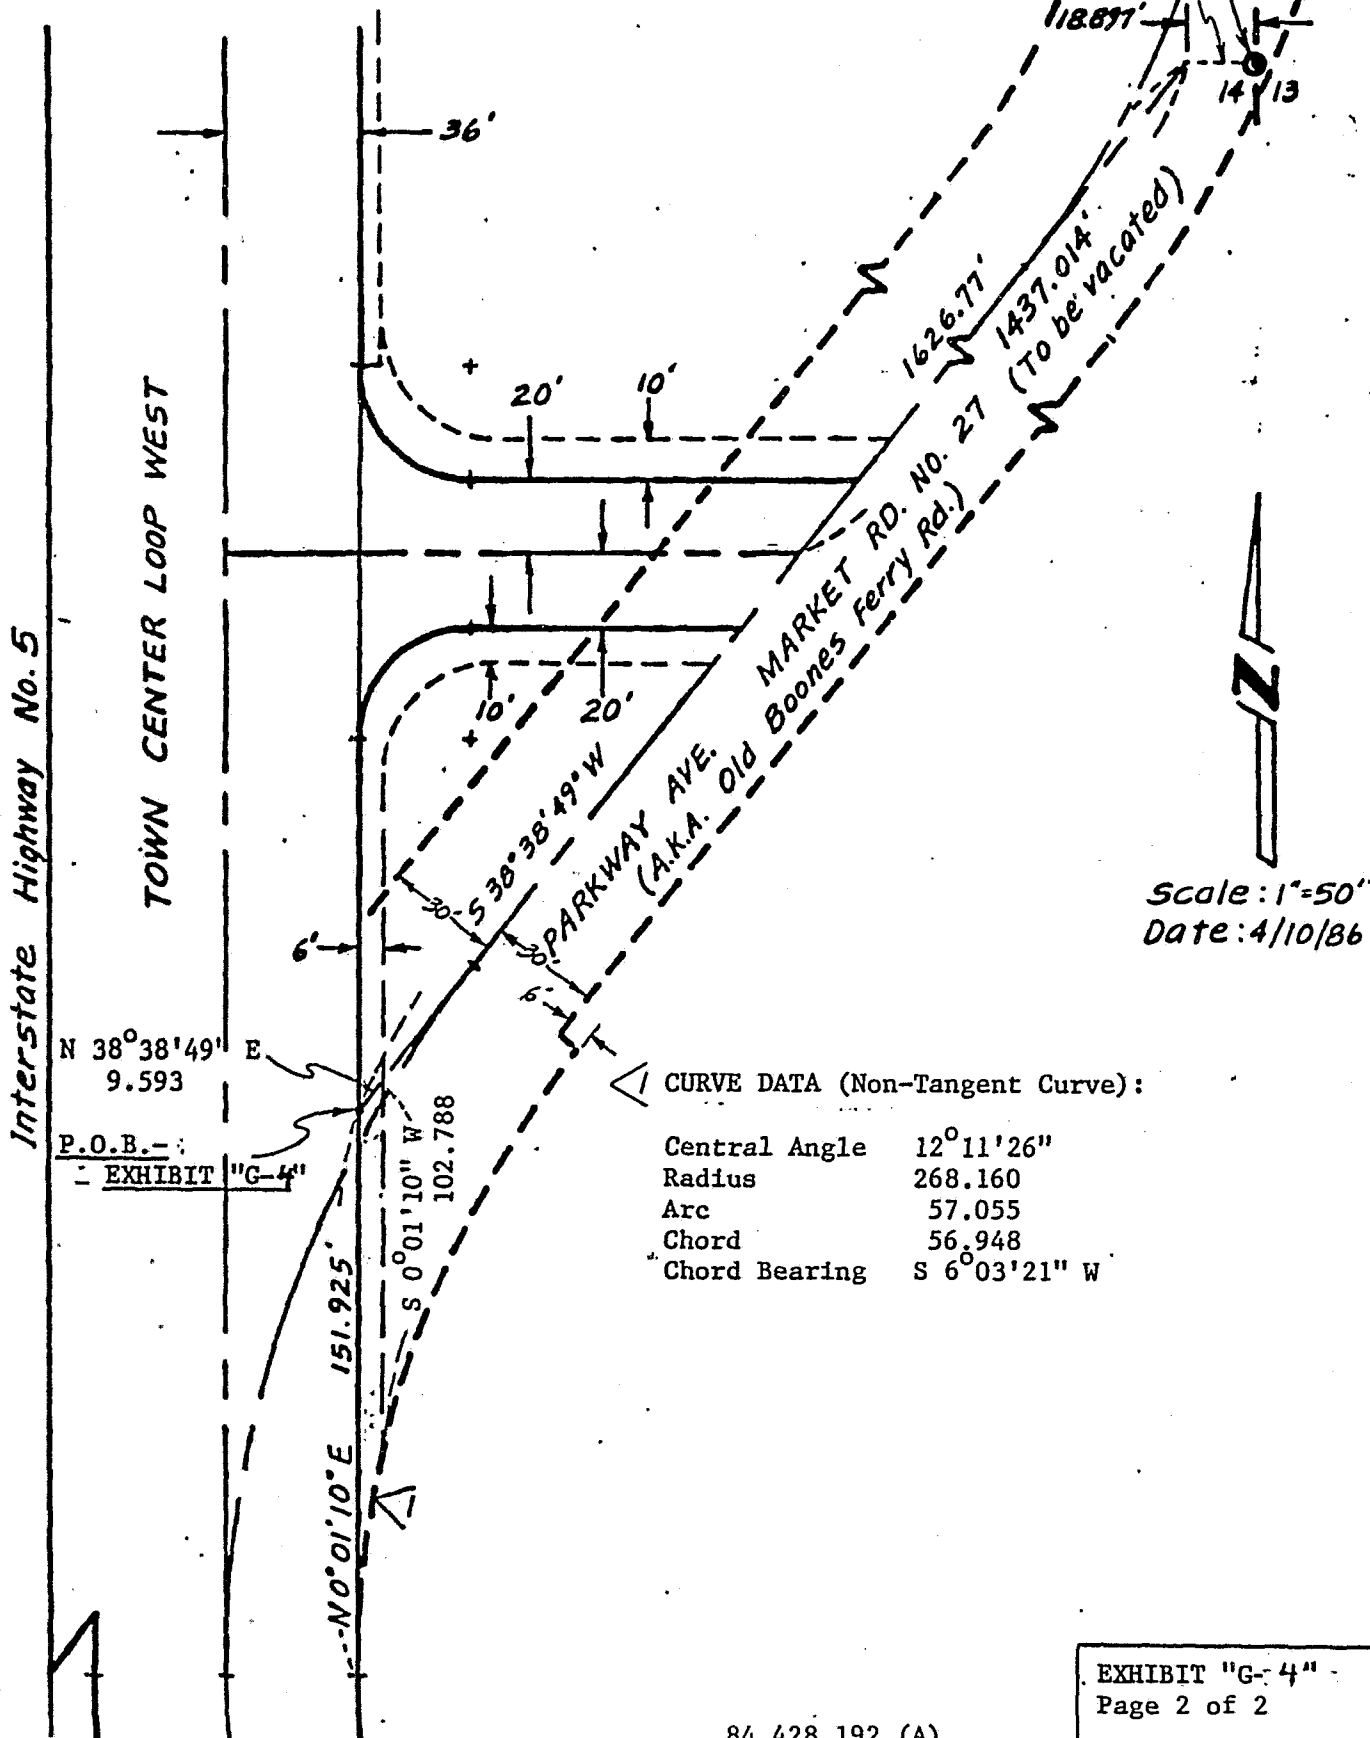 18.897'
14 13
36'
1626.77'
1437.014'
(To be vacated)
20'
10'
TOWN CENTER LOOP WEST
Interstate Highway No. 5
MARKET RD. NO. 27
PARKWAY AVE.
(A.K.A. Old Boones Ferry Rd.)
10'
20'
S 38°38'49" W
30'
30'
6'
6'
N
Scale: 1"=50'
Date: 4/10/86
N 38°38'49" E
9.593
P.O.B.-
EXHIBIT "G-4"
S 0°01'10" W
102.788
151.925'
N0°01'10"E
1 CURVE DATA (Non-Tangent Curve):
Central Angle 12°11'26"
Radius 268.160
Arc 57.055
Chord 56.948
Chord Bearing S 6°03'21" W
1
EXHIBIT "G-4"
Page 2 of 2
84.428.192 (A)